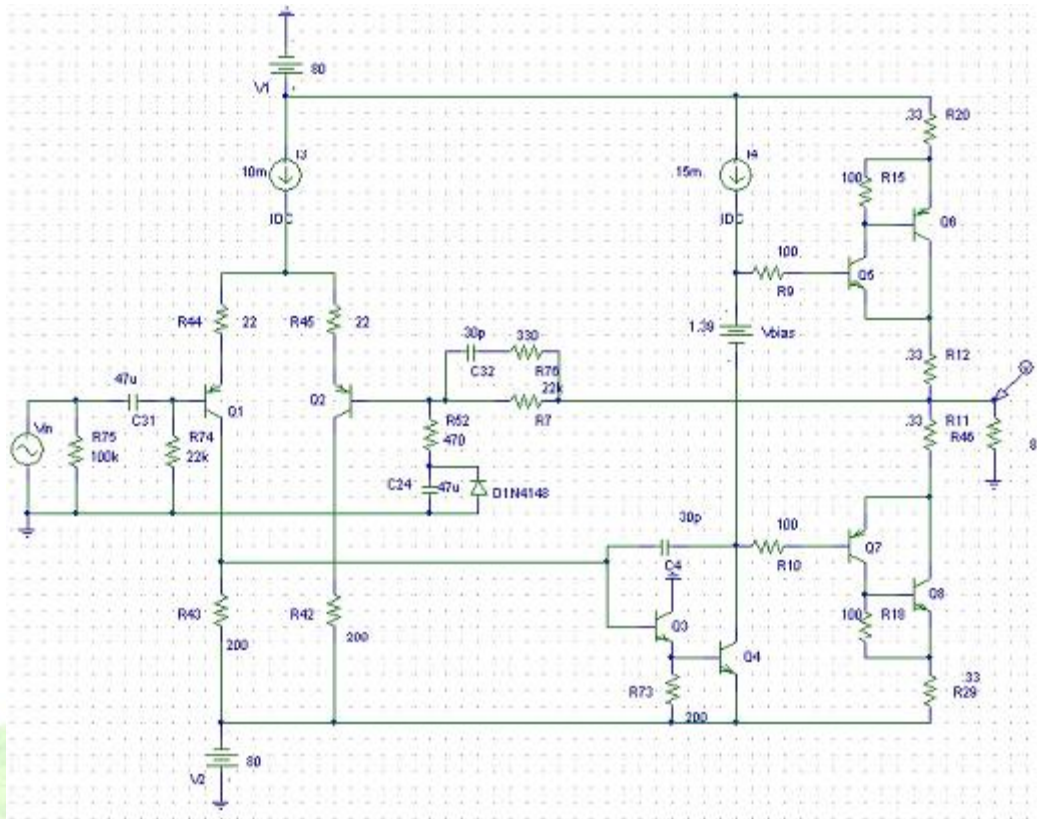 80
V1
I3
10m
IDC
I4
.15m
IDC
.33 R20
100 R15
Q6
100
R9
Q5
R44 22
R45 22
1.39 Vbias
30p 330
C32 R76
22k
R7
.33 R12
47u
C31
Q1
Q2
Vin
R75
100k
R74
22k
R52
470
C24 47u
D1N4148
R11
.33 R46
8
30p
C4
100
R10
Q7
Q8
100 R18
R43
200
R42
200
Q3
Q4
R73
200
.33
R29
80
V2